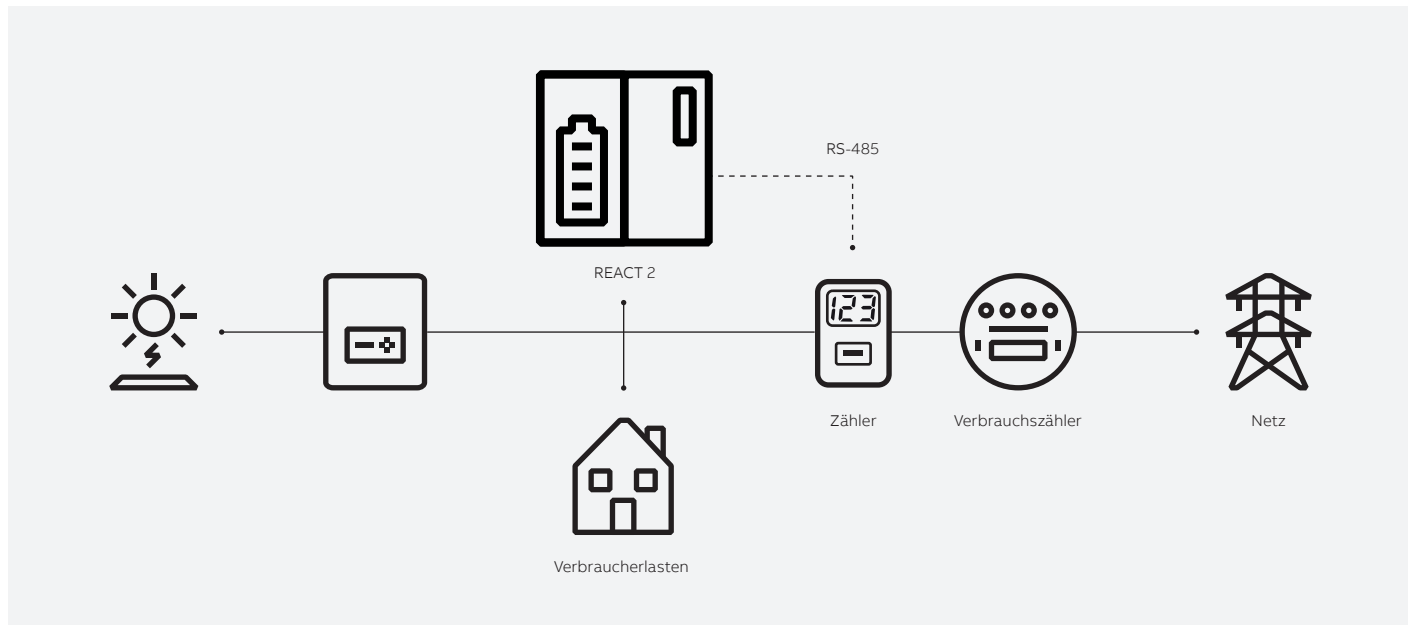 RS-485
REACT 2
123
Zähler
Verbrauchszähler
Netz
Verbraucherlasten